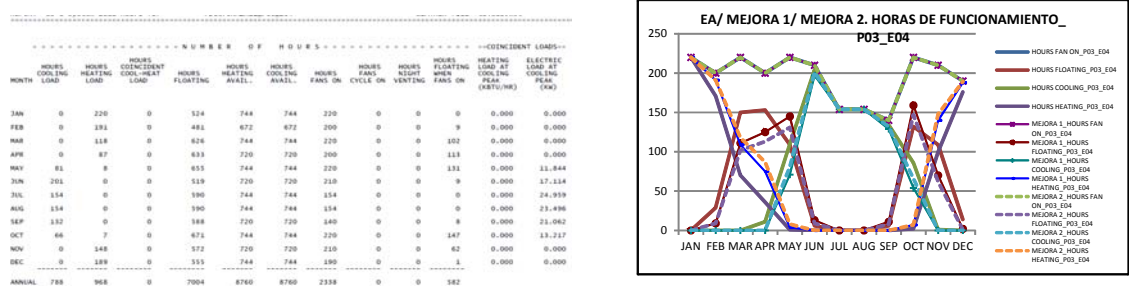 - - - - - - - - - - - - - - - - - - N U M B E R   O F   H O U R S - - - - - - - - - - - - - - - - - - --COINCIDENT LOADS--
MONTH HOURS COOLING LOAD HOURS HEATING LOAD HOURS COINCIDENT COOL-HEAT LOAD HOURS FLOATING HOURS HEATING AVAIL. HOURS COOLING AVAIL. HOURS FANS ON HOURS FANS CYCLE ON HOURS NIGHT VENTING HOURS FLOATING WHEN FANS ON HEATING LOAD AT COOLING PEAK (KBTU/HR) ELECTRIC LOAD AT COOLING PEAK (KW)
JAN 0 220 0 524 744 744 220 0 0 0 0.000 0.000
FEB 0 191 0 481 672 672 200 0 0 9 0.000 0.000
MAR 0 118 0 626 744 744 220 0 0 102 0.000 0.000
APR 0 87 0 633 720 720 200 0 0 113 0.000 0.000
MAY 81 8 0 655 744 744 220 0 0 131 0.000 11.844
JUN 201 0 0 519 720 720 210 0 0 9 0.000 17.114
JUL 154 0 0 590 744 744 154 0 0 0 0.000 24.959
AUG 154 0 0 590 744 744 154 0 0 0 0.000 23.496
SEP 132 0 0 588 720 720 140 0 0 8 0.000 21.062
OCT 66 7 0 671 744 744 220 0 0 147 0.000 13.217
NOV 0 148 0 572 720 720 210 0 0 62 0.000 0.000
DEC 0 189 0 555 744 744 190 0 0 1 0.000 0.000
ANNUAL 788 968 0 7004 8760 8760 2338 0 0 582
EA/ MEJORA 1/ MEJORA 2. HORAS DE FUNCIONAMIENTO_
P03_E04
250
200
150
100
50
0
JAN FEB MAR APR MAY JUN JUL AUG SEP OCT NOV DEC
HOURS FAN ON_P03_E04
HOURS FLOATING_P03_E04
HOURS COOLING_P03_E04
HOURS HEATING_P03_E04
MEJORA 1_HOURS FAN
ON_P03_E04
MEJORA 1_HOURS
FLOATING_P03_E04
MEJORA 1_HOURS
COOLING_P03_E04
MEJORA 1_HOURS
HEATING_P03_E04
MEJORA 2_HOURS FAN
ON_P03_E04
MEJORA 2_HOURS
FLOATING_P03_E04
MEJORA 2_HOURS
COOLING_P03_E04
MEJORA 2_HOURS
HEATING_P03_E04